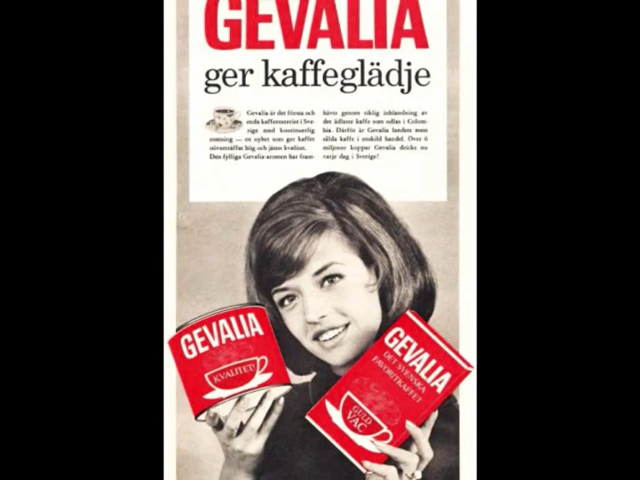 GEVALIA
ger kaffeglädje
Gevalia är det första och
enda kafferosteriet i Sve-
rige med kontinuerlig
rostning — en nyhet som ger kaffet
oöverträffat hög och jämn kvalitet.
Den fylliga Gevalia-aromen har fram-
hävts genom riklig inblandning av
det ädlaste kaffe som odlas i Colom-
bia. Därför är Gevalia landets mest
sålda kaffe i enskild handel. Över 6
miljoner koppar Gevalia dricks nu
varje dag i Sverige!
GEVALIA
KVALITET!
GEVALIA
DET SVENSKA
FAVORITKAFFET
GULD
VAC